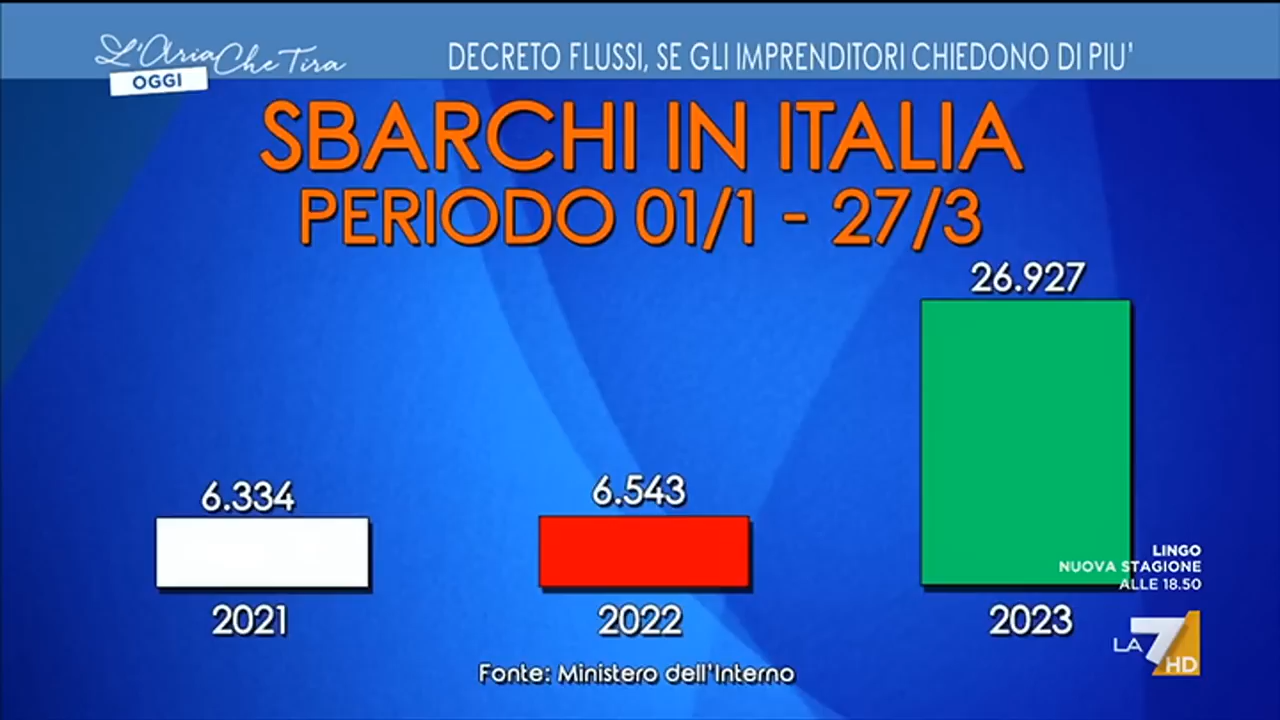 L'Aria Che Tira
OGGI
DECRETO FLUSSI, SE GLI IMPRENDITORI CHIEDONO DI PIU'
SBARCHI IN ITALIA
PERIODO 01/1 - 27/3
26.927
6.334
6.543
2021
2022
2023
LINGO
NUOVA STAGIONE
ALLE 18.50
Fonte: Ministero dell'Interno
LA 7 HD